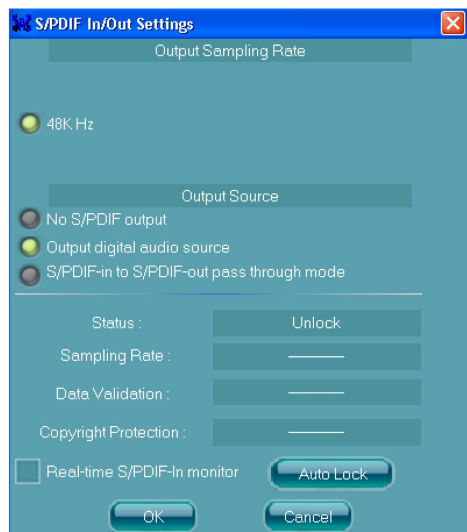 S/PDIF In/Out Settings
Output Sampling Rate
48K Hz
Output Source
No S/PDIF output
Output digital audio source
S/PDIF-in to S/PDIF-out pass through mode
Status : Unlock
Sampling Rate :
Data Validation :
Copyright Protection :
Real-time S/PDIF-In monitor Auto Lock
OK Cancel